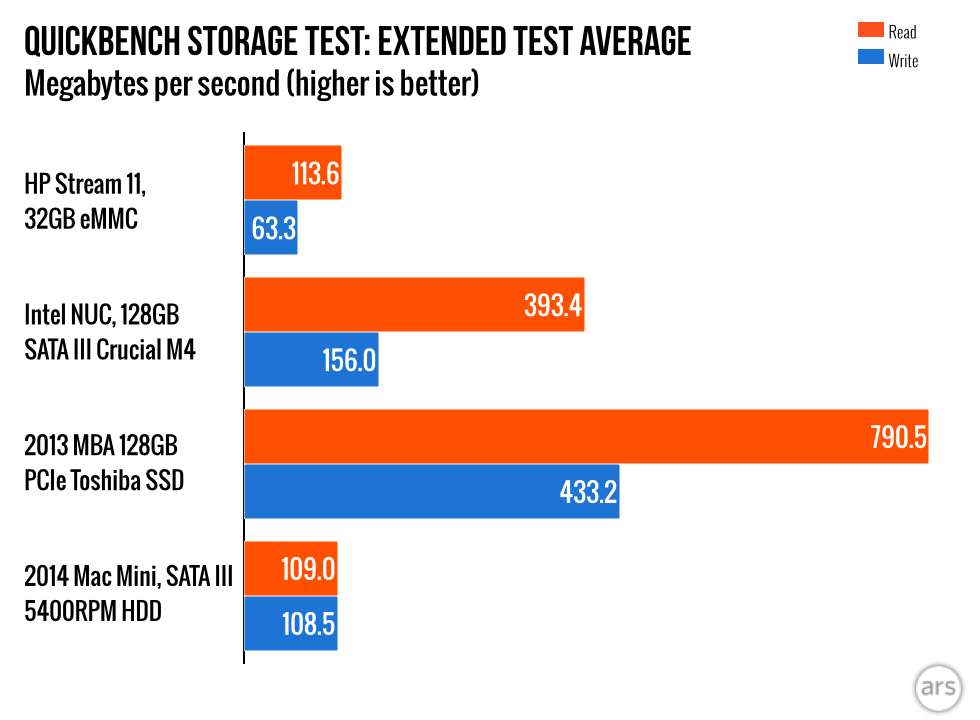 QUICKBENCH STORAGE TEST: EXTENDED TEST AVERAGE
Megabytes per second (higher is better)
Read
Write
HP Stream 11,
32GB eMMC
113.6
63.3
Intel NUC, 128GB
SATA III Crucial M4
393.4
156.0
2013 MBA 128GB
PCIe Toshiba SSD
790.5
433.2
2014 Mac Mini, SATA III
5400RPM HDD
109.0
108.5
ars